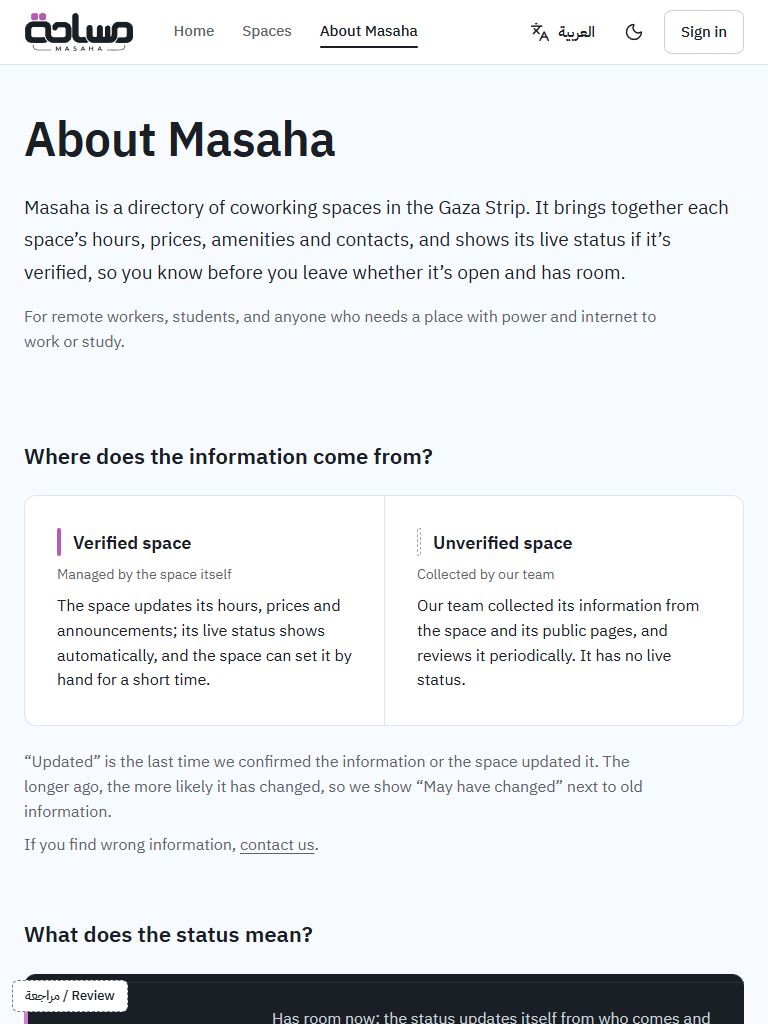 مساحة
MASAHA
Home
Spaces
About Masaha
العربية
Sign in
About Masaha
Masaha is a directory of coworking spaces in the Gaza Strip. It brings together each
space’s hours, prices, amenities and contacts, and shows its live status if it’s
verified, so you know before you leave whether it’s open and has room.
For remote workers, students, and anyone who needs a place with power and internet to
work or study.
Where does the information come from?
Verified space
Managed by the space itself
The space updates its hours, prices and
announcements; its live status shows
automatically, and the space can set it by
hand for a short time.
Unverified space
Collected by our team
Our team collected its information from
the space and its public pages, and
reviews it periodically. It has no live
status.
“Updated” is the last time we confirmed the information or the space updated it. The
longer ago, the more likely it has changed, so we show “May have changed” next to old
information.
If you find wrong information, contact us.
What does the status mean?
مراجعة / Review
Has room now: the status updates itself from who comes and